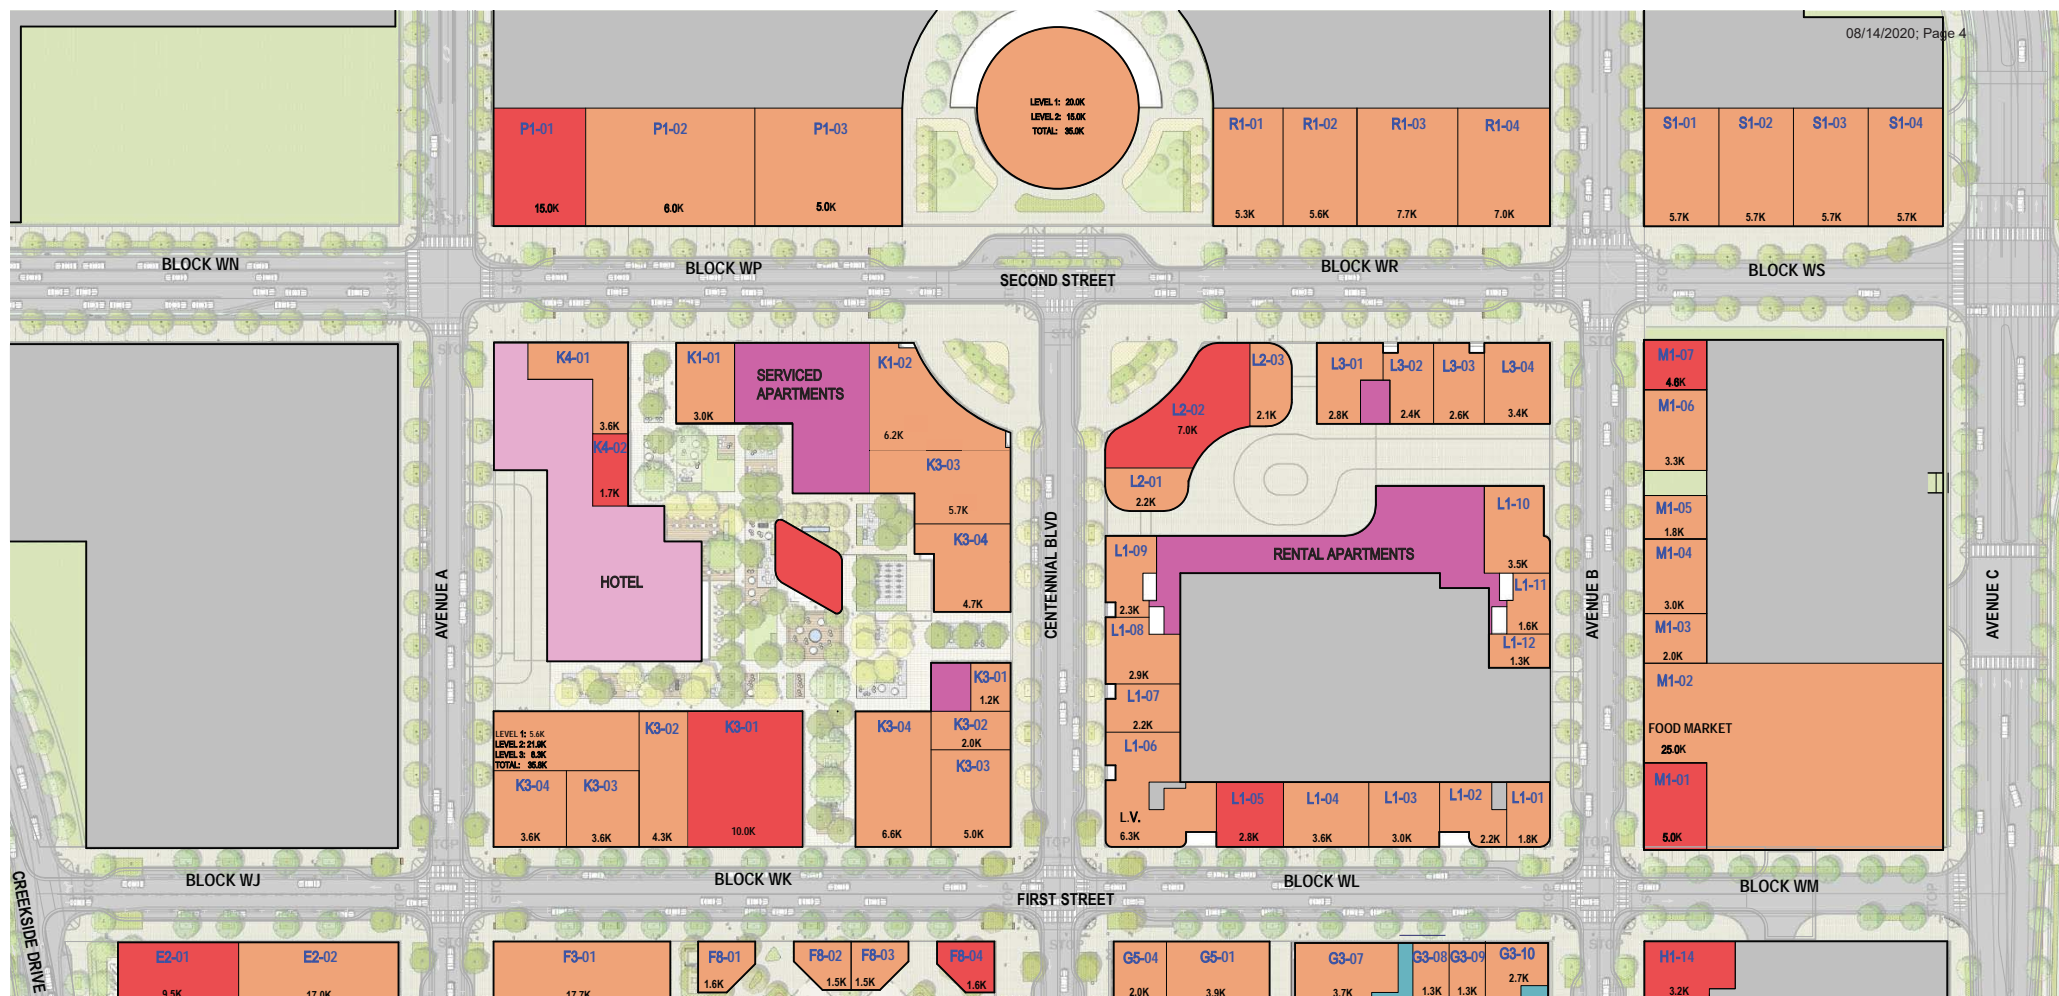 08/14/2020; Page 4
LEVEL 1: 20.0K
LEVEL 2: 15.0K
TOTAL: 35.0K
P1-01
P1-02
P1-03
R1-01
R1-02
R1-03
R1-04
S1-01
S1-02
S1-03
S1-04
15.0K
6.0K
5.0K
5.3K
5.6K
7.7K
7.0K
5.7K
5.7K
5.7K
5.7K
BLOCK WN
BLOCK WP
SECOND STREET
BLOCK WR
BLOCK WS
K4-01
3.6K
K4-02
1.7K
HOTEL
K1-01
3.0K
SERVICED
APARTMENTS
K1-02
6.2K
K3-03
5.7K
K3-04
4.7K
K3-01
1.2K
K3-02
2.0K
K3-03
5.0K
K3-04
6.6K
LEVEL 1: 5.6K
LEVEL 2: 21.9K
LEVEL 3: 8.3K
TOTAL: 35.8K
K3-04
3.6K
K3-03
3.6K
K3-02
4.3K
K3-01
10.0K
AVENUE A
CENTENNIAL BLVD
L2-02
7.0K
L2-03
2.1K
L2-01
2.2K
L3-01
2.8K
L3-02
2.4K
L3-03
2.6K
L3-04
3.4K
RENTAL APARTMENTS
L1-10
3.5K
L1-11
1.6K
L1-12
1.3K
L1-09
2.3K
L1-08
2.9K
L1-07
2.2K
L1-06
L.V.
6.3K
L1-05
2.8K
L1-04
3.6K
L1-03
3.0K
L1-02
2.2K
L1-01
1.8K
AVENUE B
M1-07
4.6K
M1-06
3.3K
M1-05
1.8K
M1-04
3.0K
M1-03
2.0K
M1-02
FOOD MARKET
25.0K
M1-01
5.0K
AVENUE C
CREEKSIDE DRIVE
BLOCK WJ
BLOCK WK
FIRST STREET
BLOCK WL
BLOCK WM
E2-01
9.5K
E2-02
17.0K
F3-01
17.7K
F8-01
1.6K
F8-02
1.5K
F8-03
1.5K
F8-04
1.6K
G5-04
2.0K
G5-01
3.9K
G3-07
3.7K
G3-08
1.3K
G3-09
1.3K
G3-10
2.7K
H1-14
3.2K